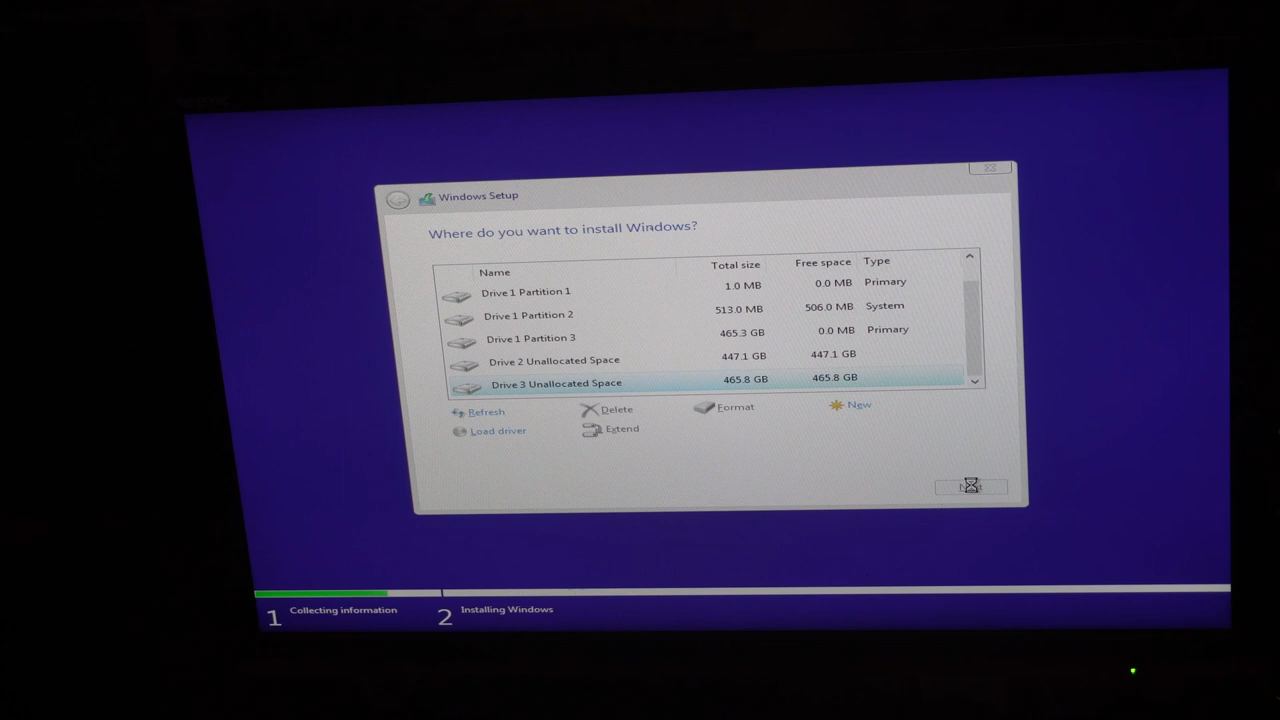 Windows Setup
Where do you want to install Windows?
Name Total size Free space Type
Drive 1 Partition 1 1.0 MB 0.0 MB Primary
Drive 1 Partition 2 513.0 MB 506.0 MB System
Drive 1 Partition 3 465.3 GB 0.0 MB Primary
Drive 2 Unallocated Space 447.1 GB 447.1 GB
Drive 3 Unallocated Space 465.8 GB 465.8 GB
Refresh Delete Format New
Load driver Extend
1 Collecting information 2 Installing Windows